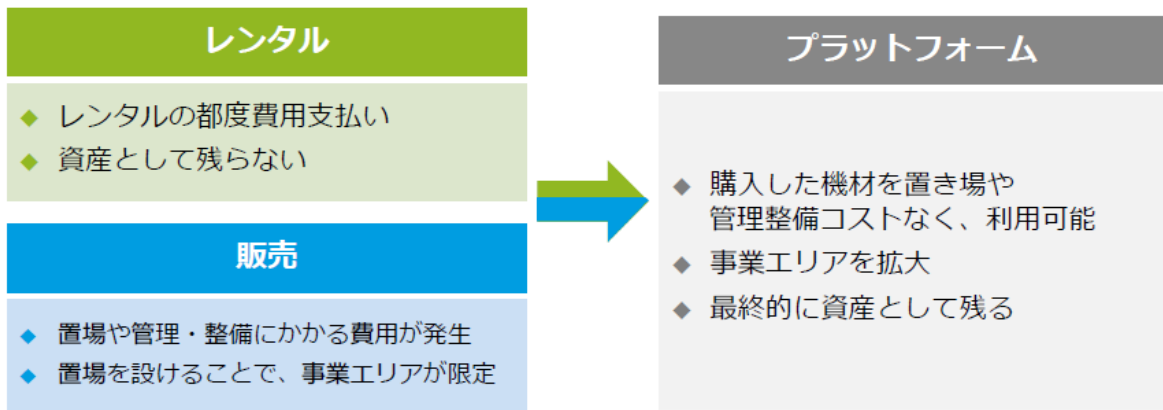 レンタル
◆ レンタルの都度費用支払い
◆ 資産として残らない
販売
◆ 置場や管理・整備にかかる費用が発生
◆ 置場を設けることで、事業エリアが限定
プラットフォーム
◆ 購入した機材を置き場や
管理整備コストなく、利用可能
◆ 事業エリアを拡大
◆ 最終的に資産として残る